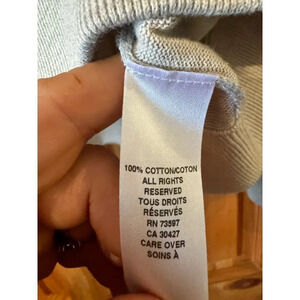 100% COTTON/COTON
ALL RIGHTS
RESERVED
TOUS DROITS
RÉSERVÉS
RN 73597
CA 30427
CARE OVER
SOINS À